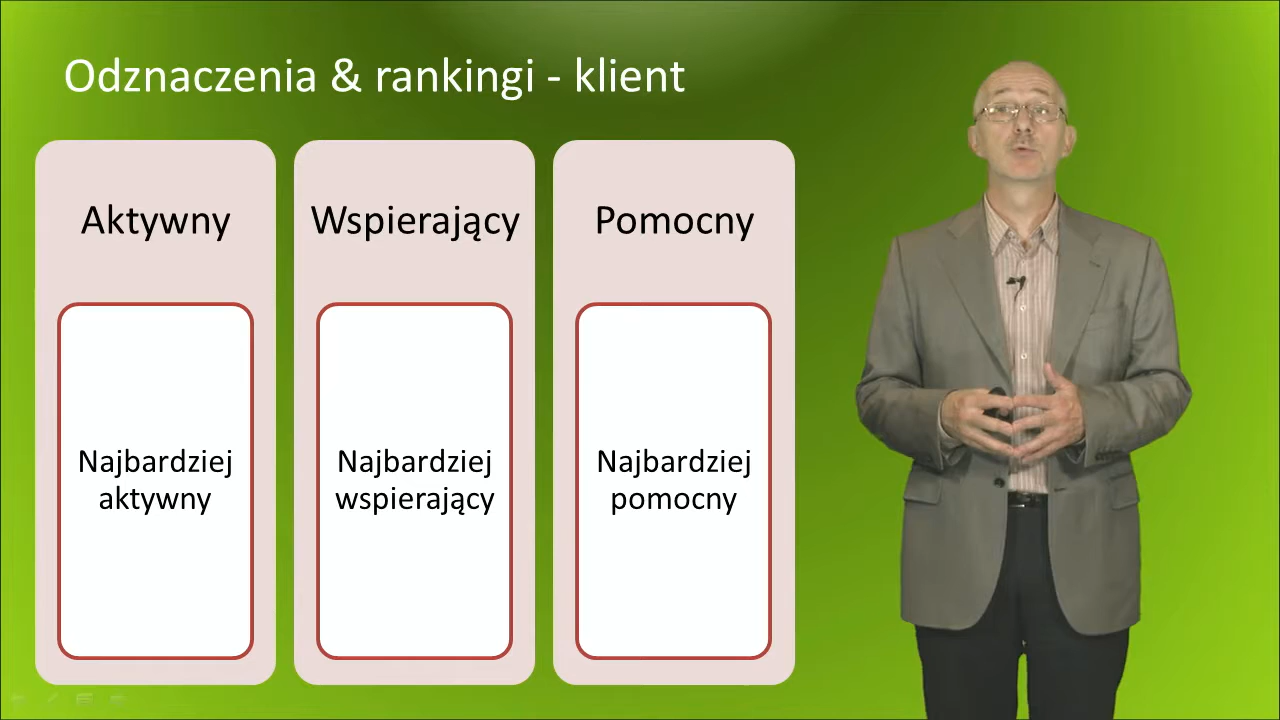 Odznaczenia & rankingi - klient
Aktywny
Wspierający
Pomocny
Najbardziej
aktywny
Najbardziej
wspierający
Najbardziej
pomocny